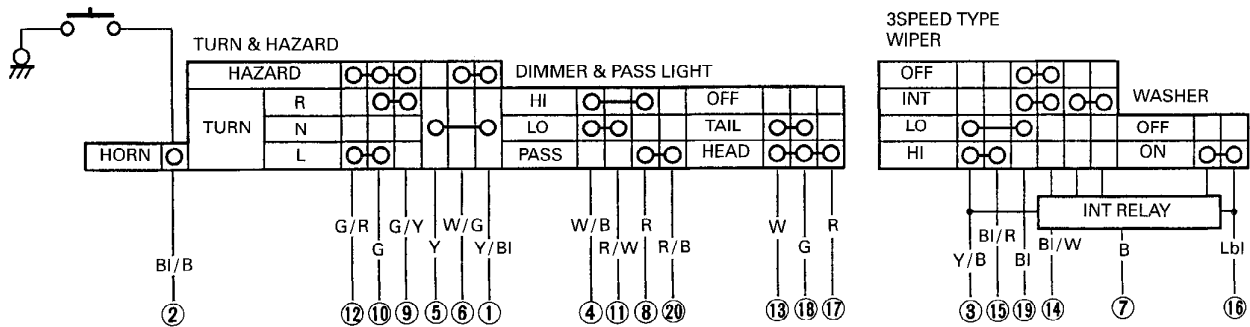 TURN & HAZARD
HAZARD
TURN
R
N
L
HORN
DIMMER & PASS LIGHT
HI
LO
PASS
OFF
TAIL
HEAD
3SPEED TYPE
WIPER
OFF
INT
LO
HI
WASHER
OFF
ON
INT RELAY
Bl/B
G/R
G
G/Y
Y
W/G
Y/Bl
W/B
R/W
R
R/B
W
G
R
Y/B
Bl/R
Bl
Bl/W
B
Lbl
2
12
10
9
5
6
1
4
11
8
20
13
18
17
3
15
19
14
7
16